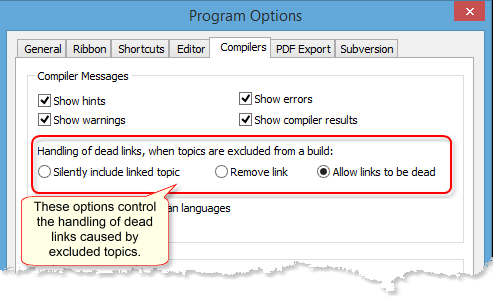 Program Options
General Ribbon Shortcuts Editor Compilers PDF Export Subversion
Compiler Messages
Show hints Show errors
Show warnings Show compiler results
Handling of dead links, when topics are excluded from a build:
Silently include linked topic Remove link Allow links to be dead
an languages
These options control
the handling of dead
links caused by
excluded topics.